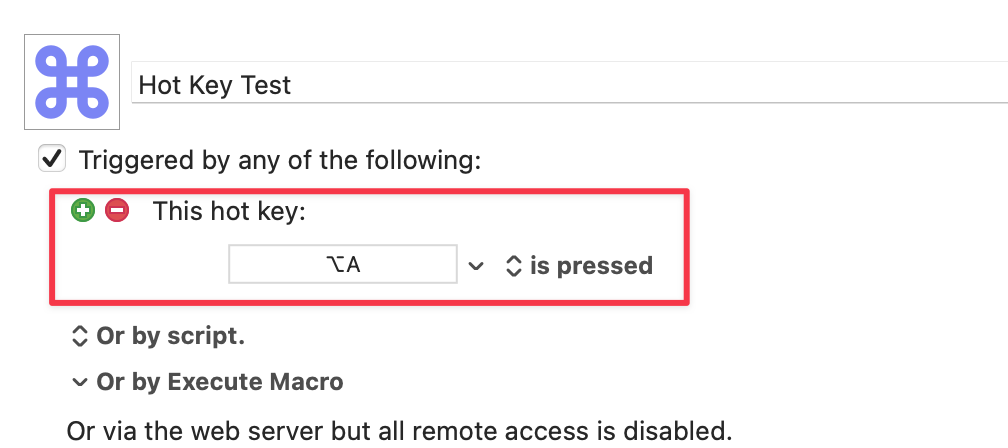 Hot Key Test
Triggered by any of the following:
This hot key:
⌥A is pressed
Or by script.
Or by Execute Macro
Or via the web server but all remote access is disabled.